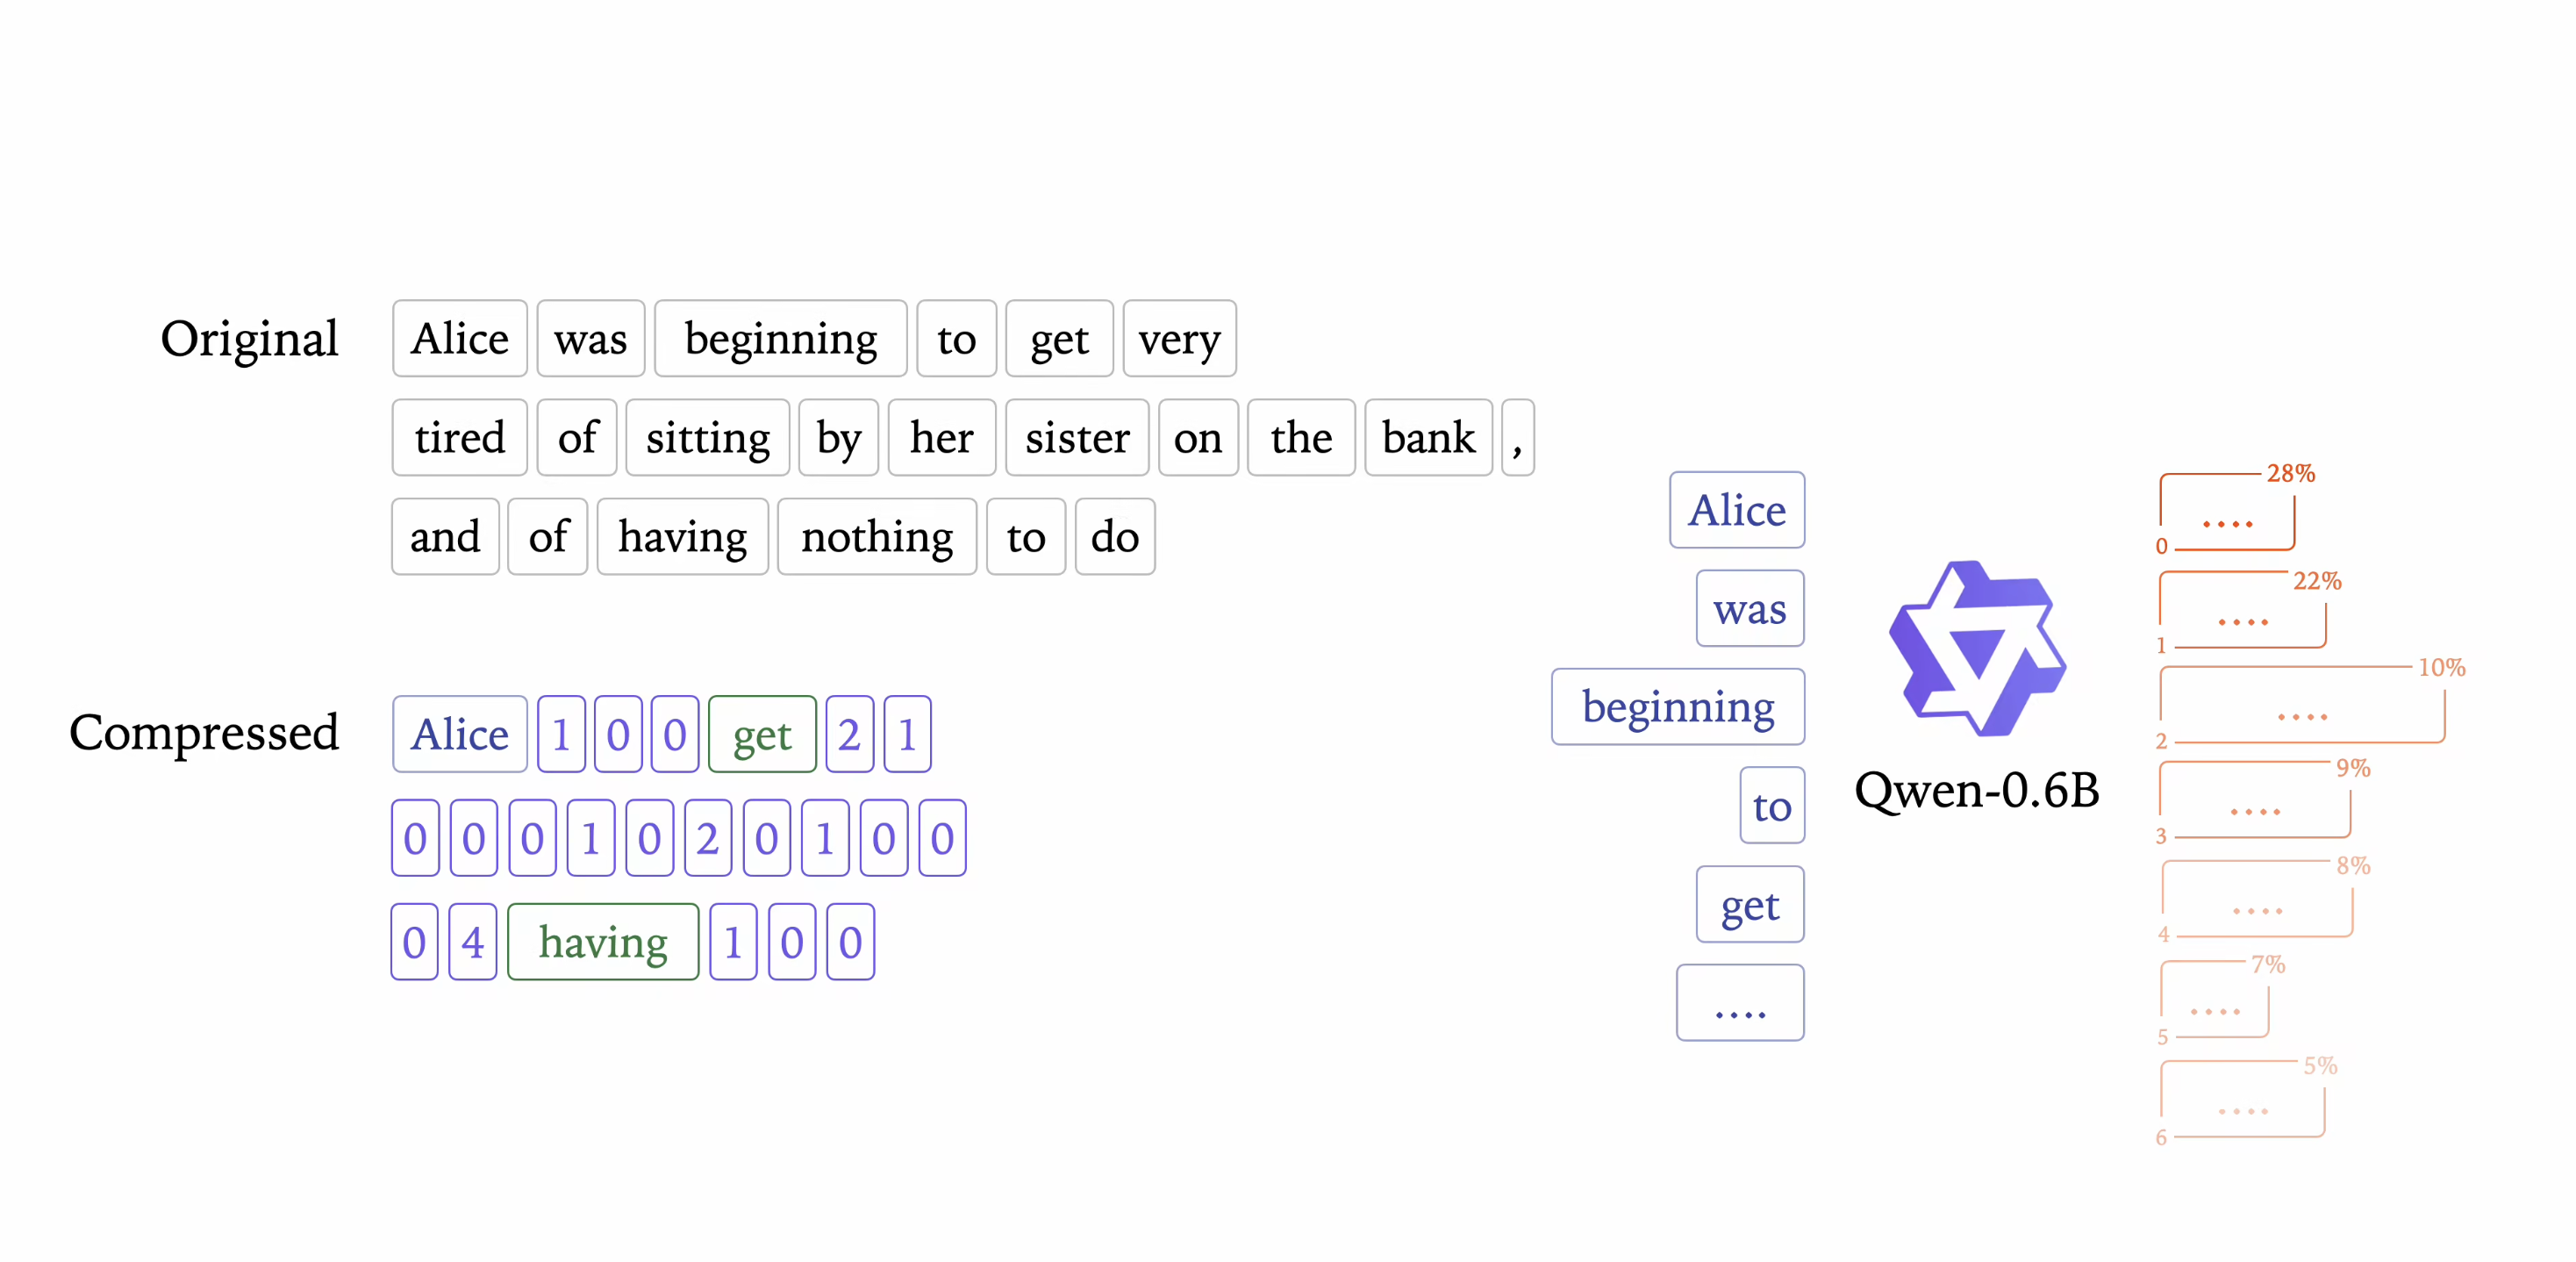 Original Alice was beginning to get very
tired of sitting by her sister on the bank ,
and of having nothing to do
Compressed Alice 1 0 0 get 2 1
0 0 0 1 0 2 0 1 0 0
0 4 having 1 0 0
Alice
was
beginning
to
get
....
Qwen-0.6B
28%
....
0
22%
....
1
10%
....
2
9%
....
3
8%
....
4
7%
....
5
5%
....
6